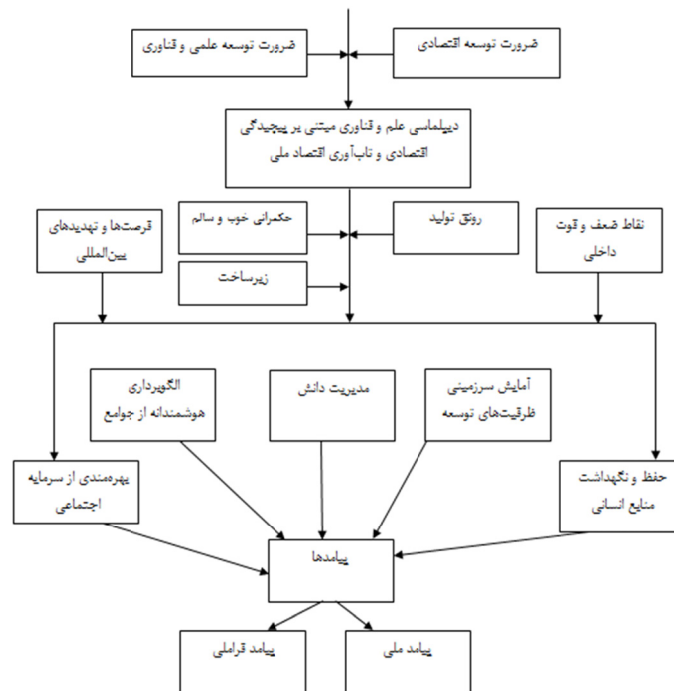 ضرورت توسعه اقتصادی
ضرورت توسعه علمی و فناوری
دیپلماسی علم و فناوری مبتنی بر پیچیدگی
اقتصادی و تاب‌آوری اقتصاد ملی
نقاط ضعف و قوت
داخلی
رونق تولید
حکمرانی خوب و سالم
فرصت‌ها و تهدیدهای
بین‌المللی
زیرساخت
آمایش سرزمینی
ظرفیت‌های توسعه
مدیریت دانش
الگوبرداری
هوشمندانه از جوامع
حفظ و نگهداشت
منابع انسانی
بهره‌مندی از سرمایه
اجتماعی
پیامدها
پیامد ملی
پیامد فراملی